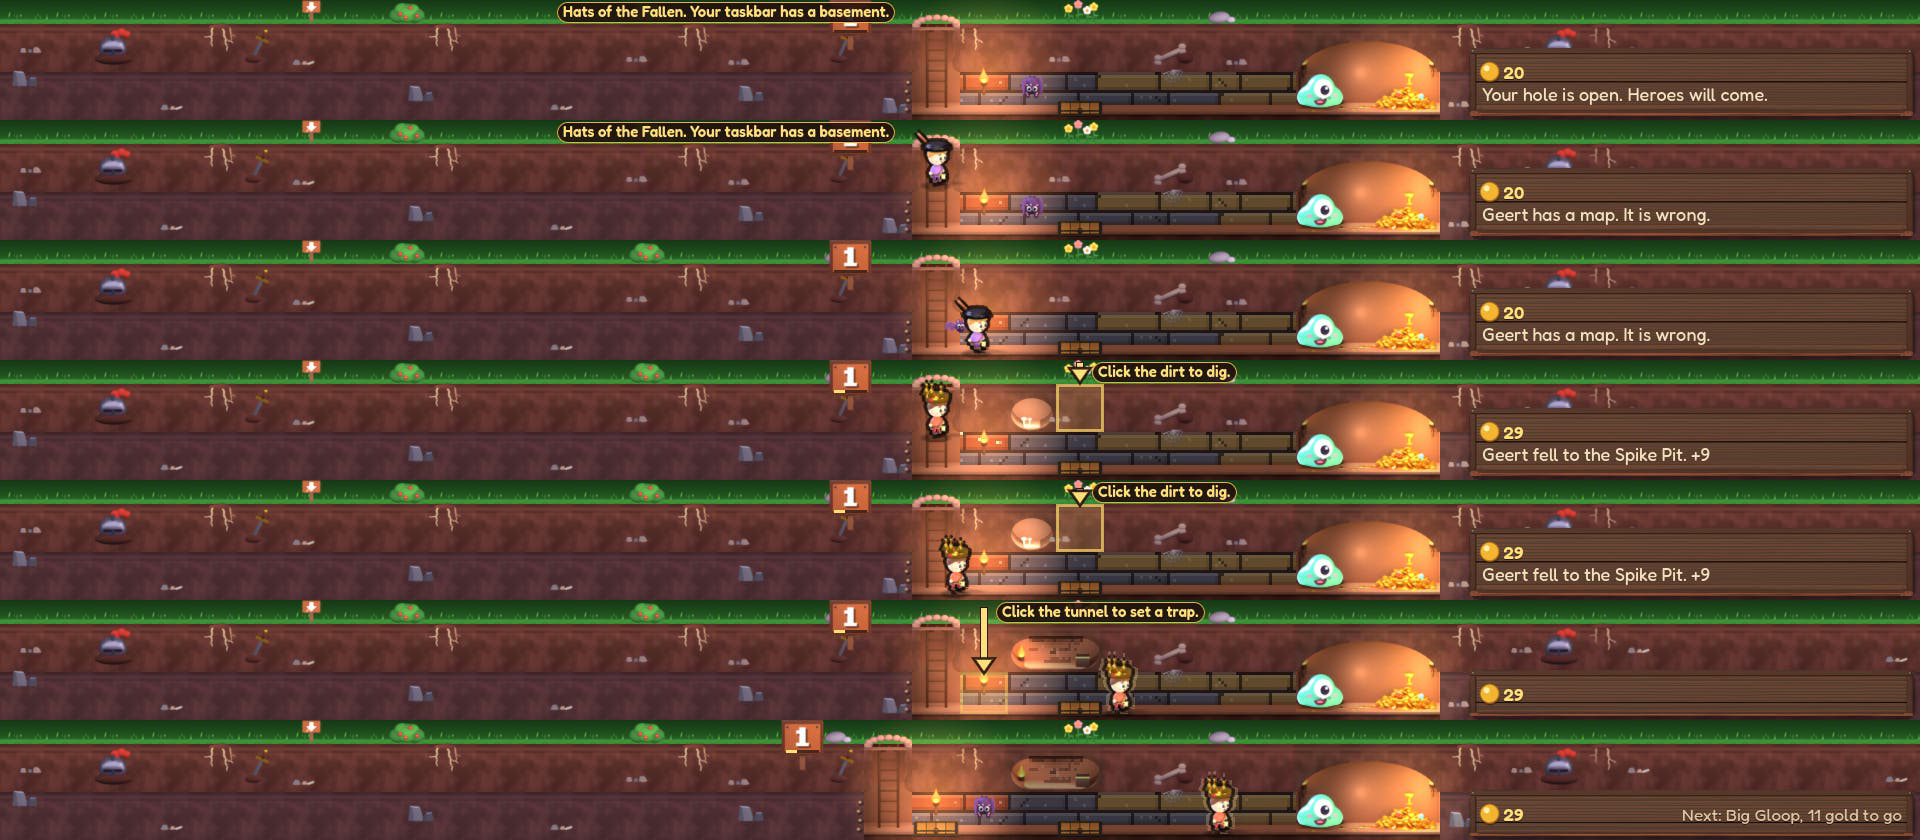 Hats of the Fallen. Your taskbar has a basement.
20
Your hole is open. Heroes will come.
Hats of the Fallen. Your taskbar has a basement.
20
Geert has a map. It is wrong.
1
20
Geert has a map. It is wrong.
1
Click the dirt to dig.
29
Geert fell to the Spike Pit. +9
1
Click the dirt to dig.
29
Geert fell to the Spike Pit. +9
1
Click the tunnel to set a trap.
29
1
29
Next: Big Gloop, 11 gold to go